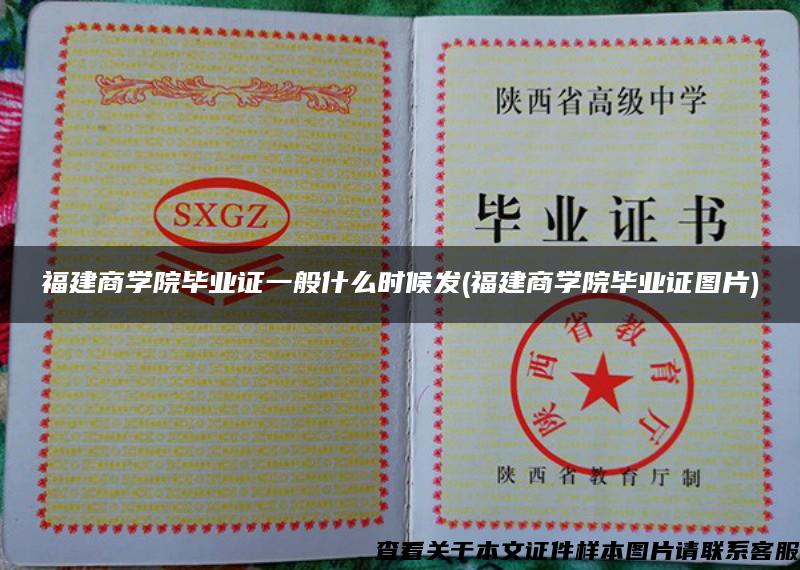 SXGZ
陕西省高级中学
毕业证书
福建商学院毕业证一般什么时候发(福建商学院毕业证图片)
陕西省教育厅
陕西省教育厅制
查看关于本文证件样本图片请联系客服